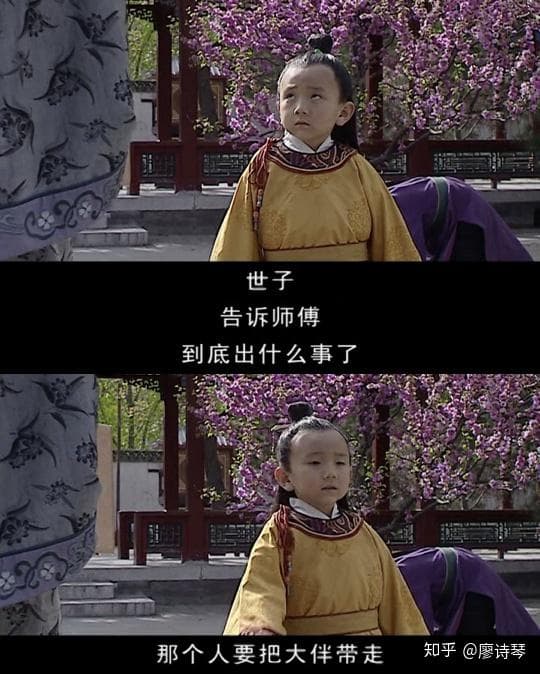 世子
告诉师傅
到底出什么事了
那个人要把大伴带走
知乎 @廖诗琴